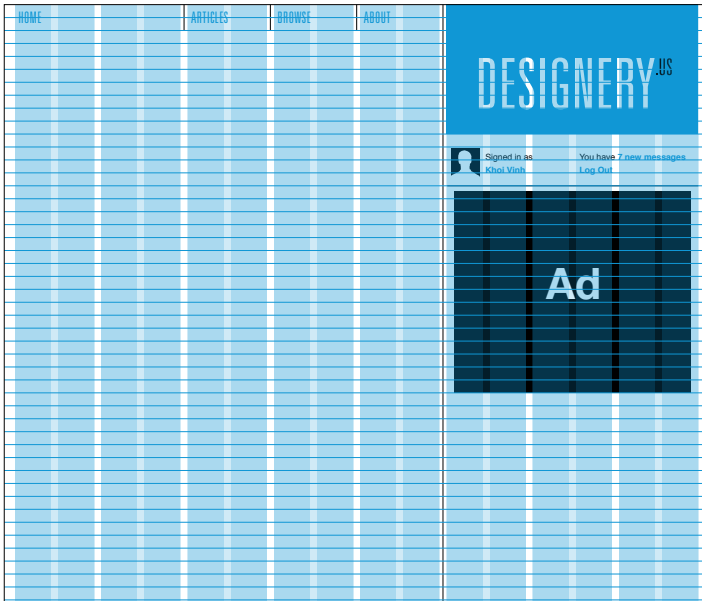 HOME
ARTICLES
BROWSE
ABOUT
DESIGNERY.US
Signed in as
Khoi Vinh
You have 7 new messages
Log Out
Ad